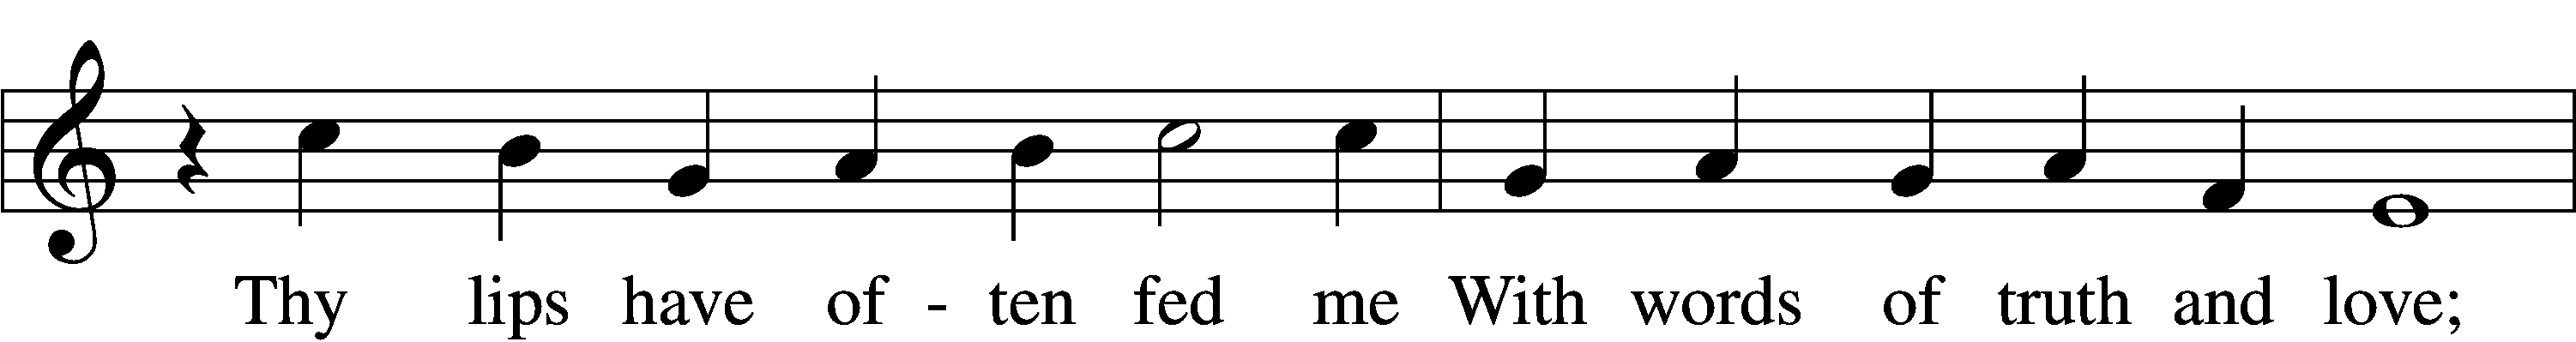 Thy lips have of - ten fed me With words of truth and love;